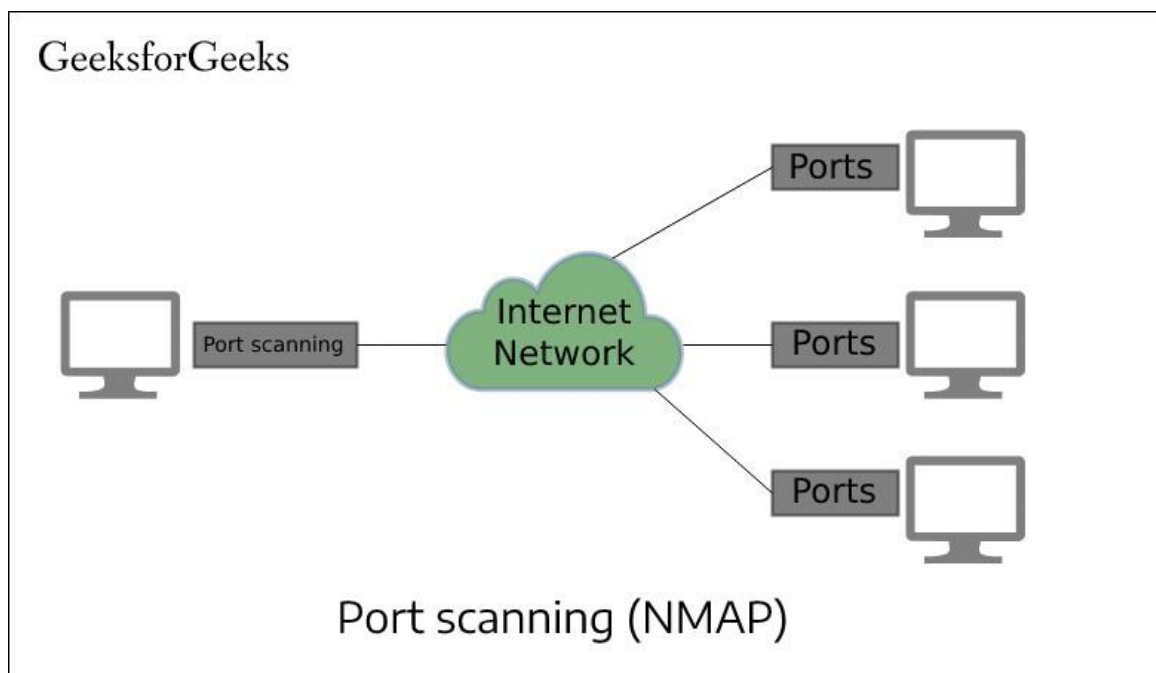 GeeksforGeeks
Ports
Port scanning
Internet
Network
Ports
Ports
Port scanning (NMAP)